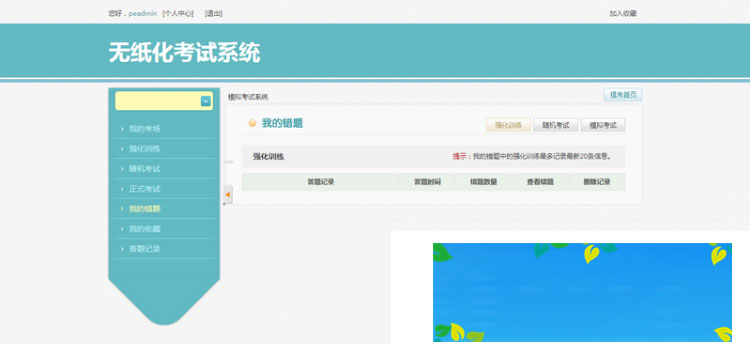 您好，peadmin [个人中心] [退出] 加入收藏
无纸化考试系统
模拟考试系统
我的考场
强化训练
随机考试
正式考试
我的错题
我的收藏
答题记录
我的错题 强化训练 随机考试 模拟考试
强化训练 提示：我的错题中的强化训练最多记录最新20条信息。
答题记录 答题时间 错题数量 查看错题 删除记录